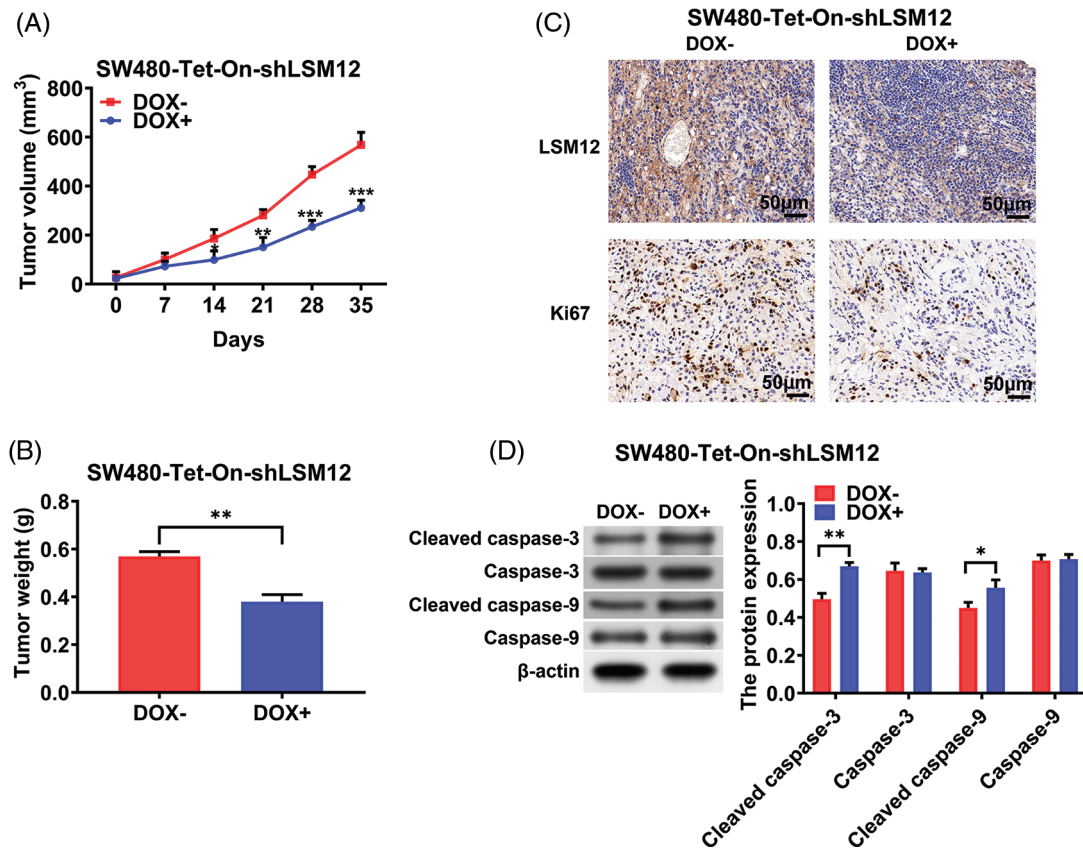 (A)
SW480-Tet-On-shLSM12
DOX-
DOX+
Tumor volume (mm³)
800
600
400
200
0
*
**
***
***
0 7 14 21 28 35
Days
(B)
SW480-Tet-On-shLSM12
Tumor weight (g)
0.8
0.6
0.4
0.2
0.0
**
DOX- DOX+
(C)
SW480-Tet-On-shLSM12
DOX- DOX+
LSM12
50μm 50μm
Ki67
50μm 50μm
(D)
SW480-Tet-On-shLSM12
DOX- DOX+
Cleaved caspase-3
Caspase-3
Cleaved caspase-9
Caspase-9
β-actin
DOX-
DOX+
The protein expression
1.0
0.8
0.6
0.4
0.2
0.0
**
*
Cleaved caspase-3
Caspase-3
Cleaved caspase-9
Caspase-9